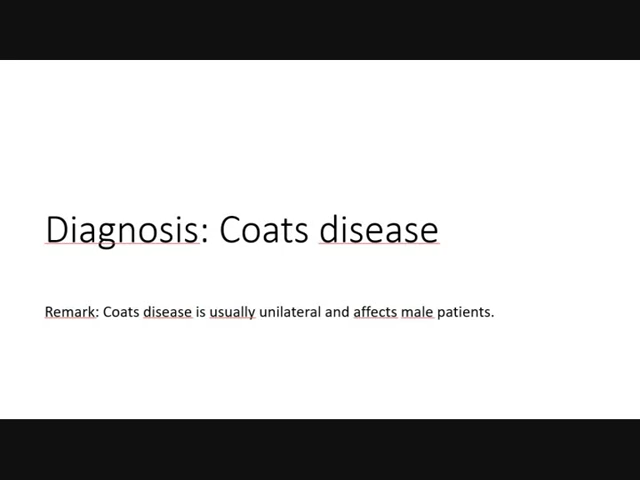 Diagnosis: Coats disease
Remark: Coats disease is usually unilateral and affects male patients.